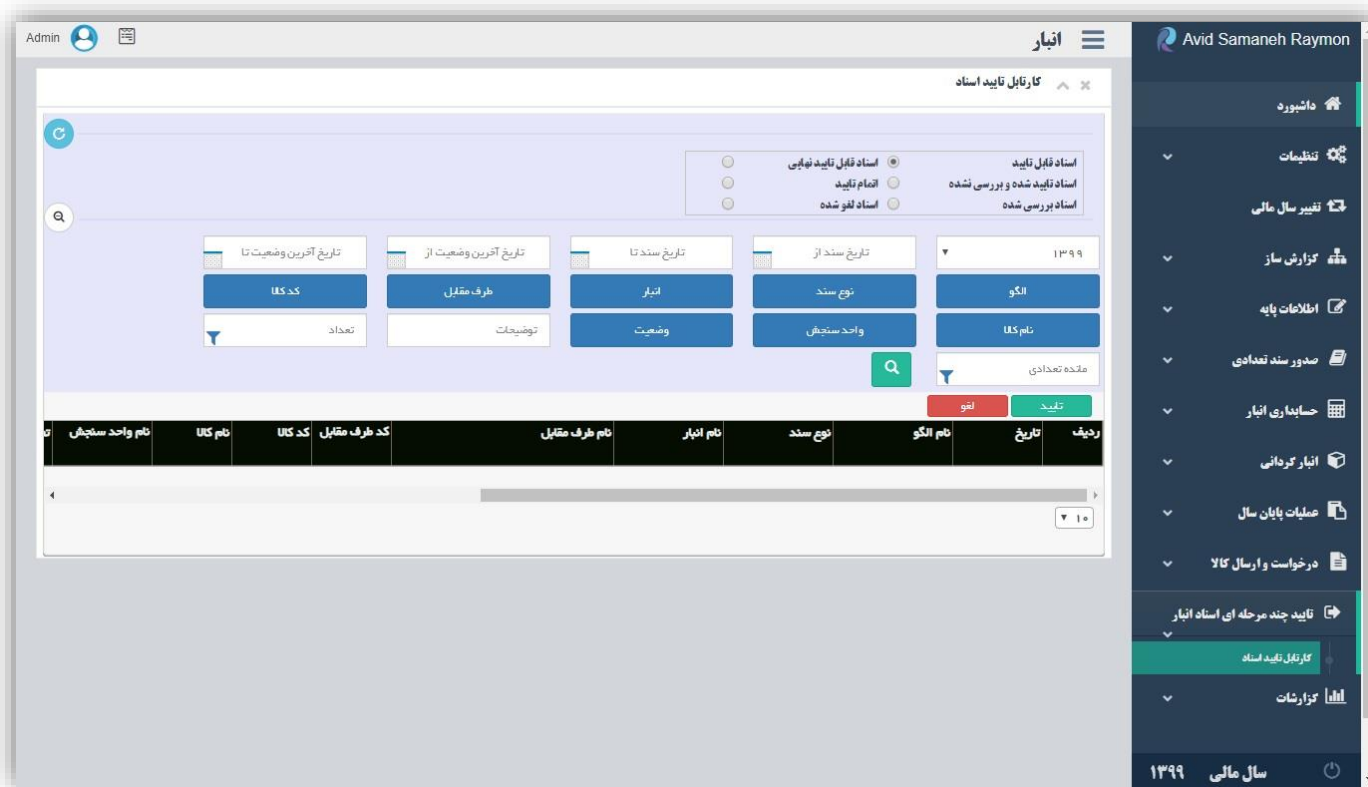 Avid Samaneh Raymon
انبار
Admin
داشبورد
تنظیمات
تغییر سال مالی
گزارش ساز
اطلاعات پایه
صدور سند تعدادی
حسابداری انبار
انبار گردانی
عملیات پایان سال
درخواست و ارسال کالا
تایید چند مرحله ای اسناد انبار
کارتابل تایید اسناد
گزارشات
سال مالی ۱۳۹۹
کارتابل تایید اسناد
اسناد قابل تایید اسناد قابل تایید نهایی
اسناد تایید شده و بررسی نشده اتمام تایید
اسناد بررسی شده اسناد لغو شده
۱۳۹۹ تاریخ سند از تاریخ سند تا تاریخ آخرین وضعیت از تاریخ آخرین وضعیت تا
الگو نوع سند انبار طرف مقابل کد کالا
نام کالا واحد سنجش وضعیت توضیحات تعداد
مانده تعدادی
تایید لغو
ردیف تاریخ نام الگو نوع سند نام انبار نام طرف مقابل کد طرف مقابل کد کالا نام کالا نام واحد سنجش
۱۰